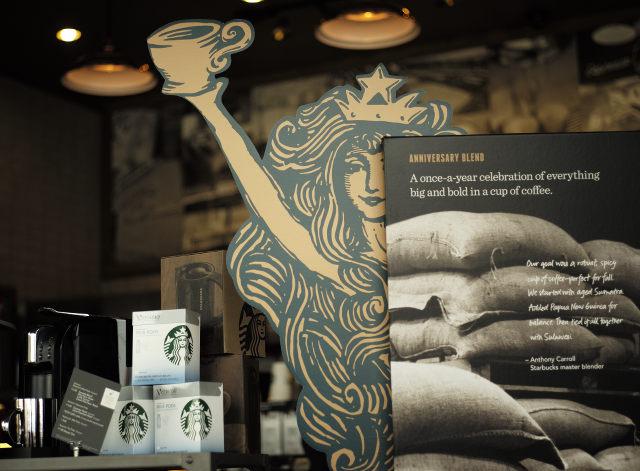 ANNIVERSARY BLEND
A once-a-year celebration of everything
big and bold in a cup of coffee.
Our goal was a robust, spicy
cup of coffee-perfect for fall.
We started with aged Sumatra.
Added Papua New Guinea for
balance. Then tied it all together
with Sulawesi.
– Anthony Carroll
Starbucks master blender